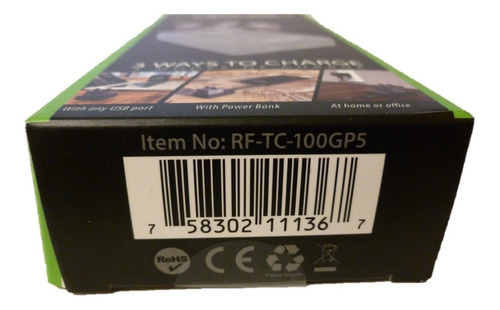 3 WAYS TO CHARGE
With any USB port
With Power Bank
At home or office
Item No: RF-TC-100GP5
7 58302 11136 7
RoHS
CE FC